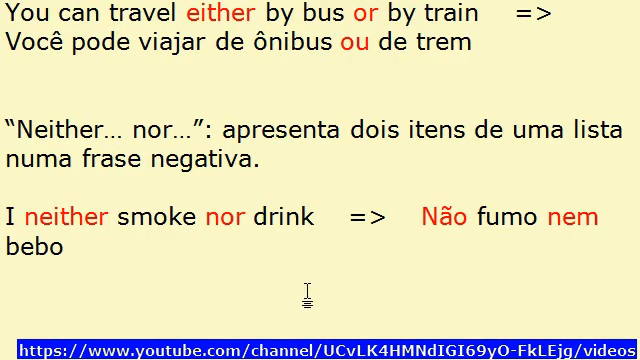 You can travel either by bus or by train =>
Você pode viajar de ônibus ou de trem
“Neither... nor...”: apresenta dois itens de uma lista
numa frase negativa.
I neither smoke nor drink => Não fumo nem
bebo
https://www.youtube.com/channel/UCvLK4HMNdIGI69yO-FkLEjg/videos